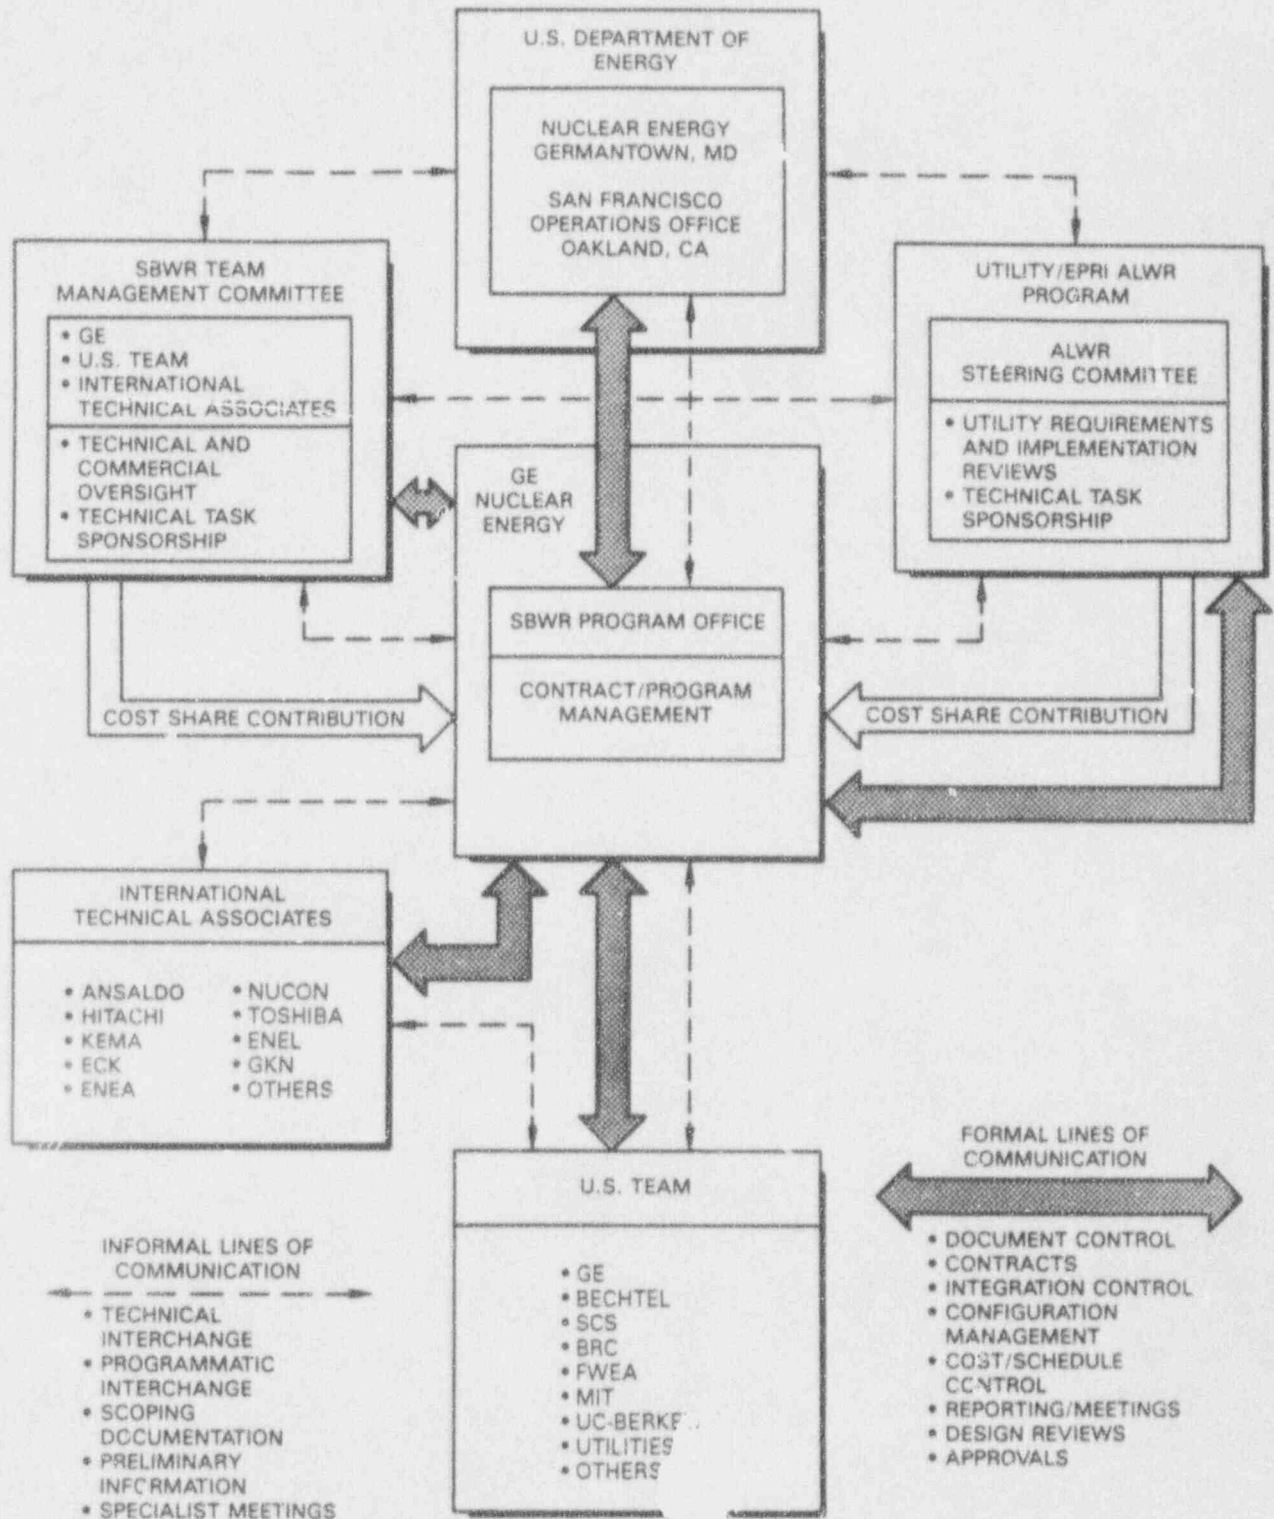 U.S. DEPARTMENT OF
ENERGY
NUCLEAR ENERGY
GERMANTOWN, MD
SAN FRANCISCO
OPERATIONS OFFICE
OAKLAND, CA
SBWR TEAM
MANAGEMENT COMMITTEE
• GE
• U.S. TEAM
• INTERNATIONAL
TECHNICAL ASSOCIATES
• TECHNICAL AND
COMMERCIAL
OVERSIGHT
• TECHNICAL TASK
SPONSORSHIP
UTILITY/EPRI ALWR
PROGRAM
ALWR
STEERING COMMITTEE
• UTILITY REQUIREMENTS
AND IMPLEMENTATION
REVIEWS
• TECHNICAL TASK
SPONSORSHIP
GE
NUCLEAR
ENERGY
SBWR PROGRAM OFFICE
CONTRACT/PROGRAM
MANAGEMENT
COST SHARE CONTRIBUTION
COST SHARE CONTRIBUTION
INTERNATIONAL
TECHNICAL ASSOCIATES
• ANSALDO
• HITACHI
• KEMA
• ECK
• ENEA
• NUCON
• TOSHIBA
• ENEL
• GKN
• OTHERS
U.S. TEAM
• GE
• BECHTEL
• SCS
• BRC
• FWEA
• MIT
• UC-BERKE
• UTILITIES
• OTHERS
INFORMAL LINES OF
COMMUNICATION
• TECHNICAL
INTERCHANGE
• PROGRAMMATIC
INTERCHANGE
• SCOPING
DOCUMENTATION
• PRELIMINARY
INFORMATION
• SPECIALIST MEETINGS
FORMAL LINES OF
COMMUNICATION
• DOCUMENT CONTROL
• CONTRACTS
• INTEGRATION CONTROL
• CONFIGURATION
MANAGEMENT
• COST/SCHEDULE
CONTROL
• REPORTING/MEETINGS
• DESIGN REVIEWS
• APPROVALS